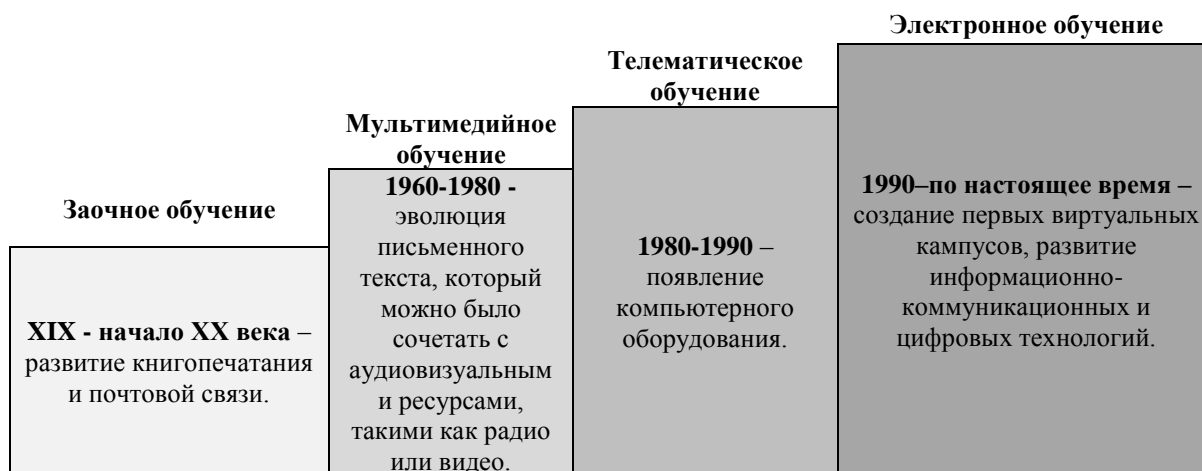 Заочное обучение
XIX - начало XX века –
развитие книгопечатания
и почтовой связи.
Мультимедийное
обучение
1960-1980 -
эволюция
письменного
текста, который
можно было
сочетать с
аудиовизуальным
и ресурсами,
такими как радио
или видео.
Телематическое
обучение
1980-1990 –
появление
компьютерного
оборудования.
Электронное обучение
1990–по настоящее время –
создание первых виртуальных
кампусов, развитие
информационно-
коммуникационных и
цифровых технологий.